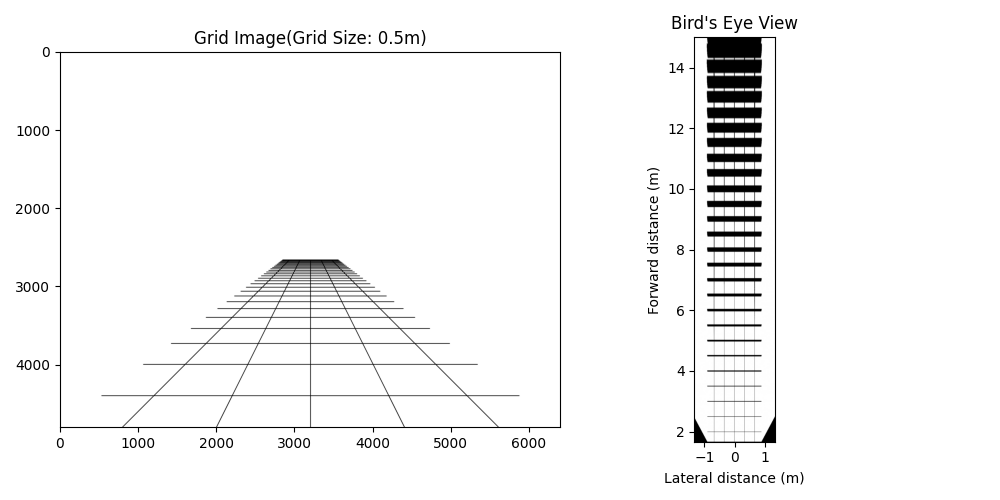 Grid Image(Grid Size: 0.5m)
0
1000
2000
3000
4000
0 1000 2000 3000 4000 5000 6000
Bird's Eye View
Forward distance (m)
14
12
10
8
6
4
2
−1 0 1
Lateral distance (m)